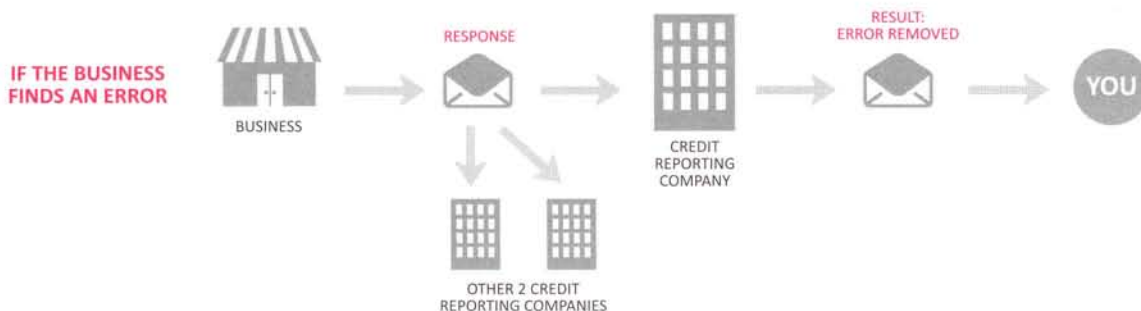 IF THE BUSINESS
FINDS AN ERROR
BUSINESS
RESPONSE
CREDIT
REPORTING
COMPANY
RESULT:
ERROR REMOVED
YOU
OTHER 2 CREDIT
REPORTING COMPANIES